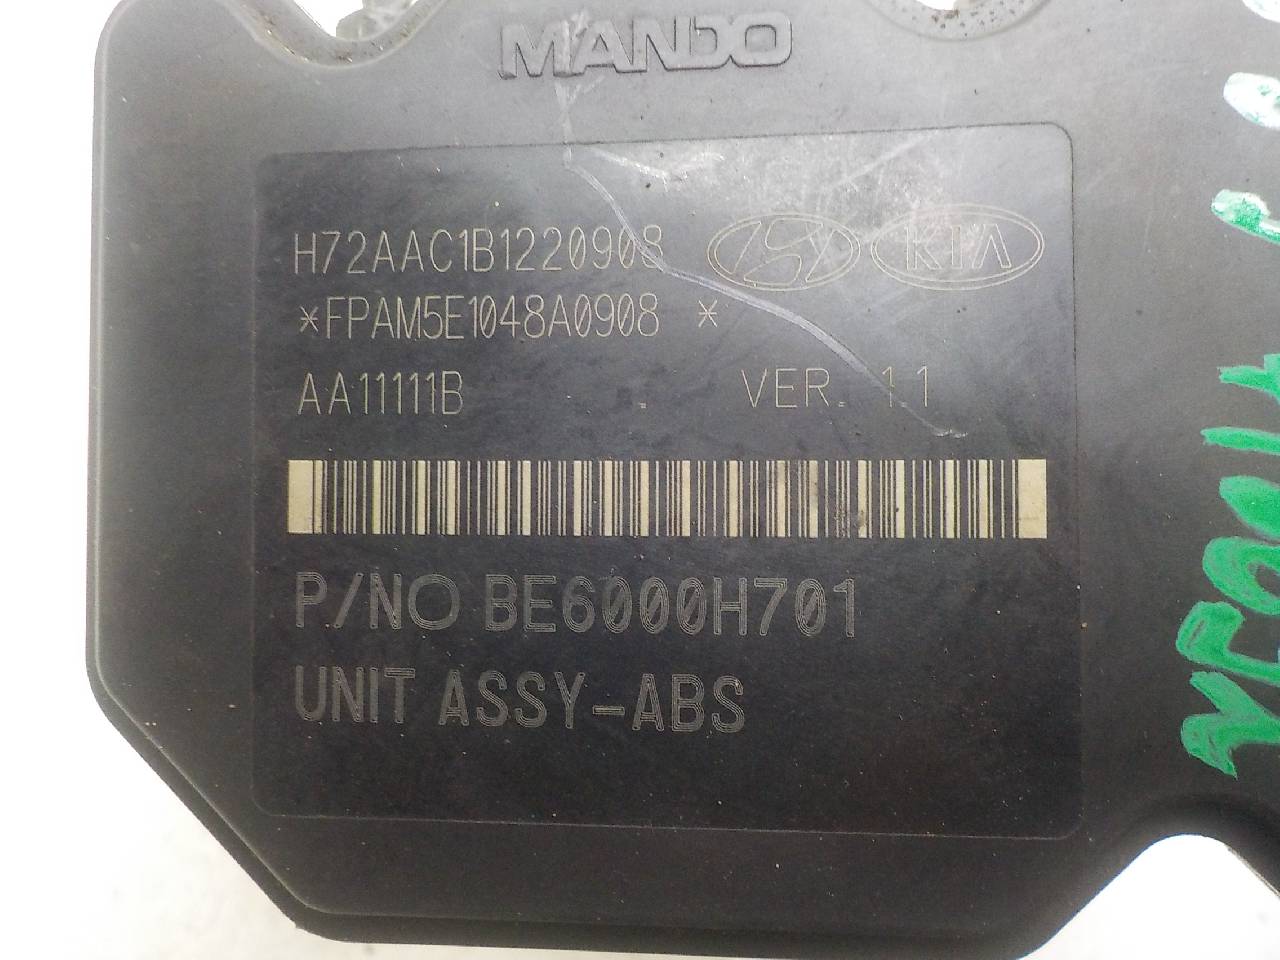 MANDO
H72AAC1B1220908 KIA
*FPAM5E1048A0908 *
AA11111B . VER. 11
P/NO BE6000H701
UNIT ASSY-ABS